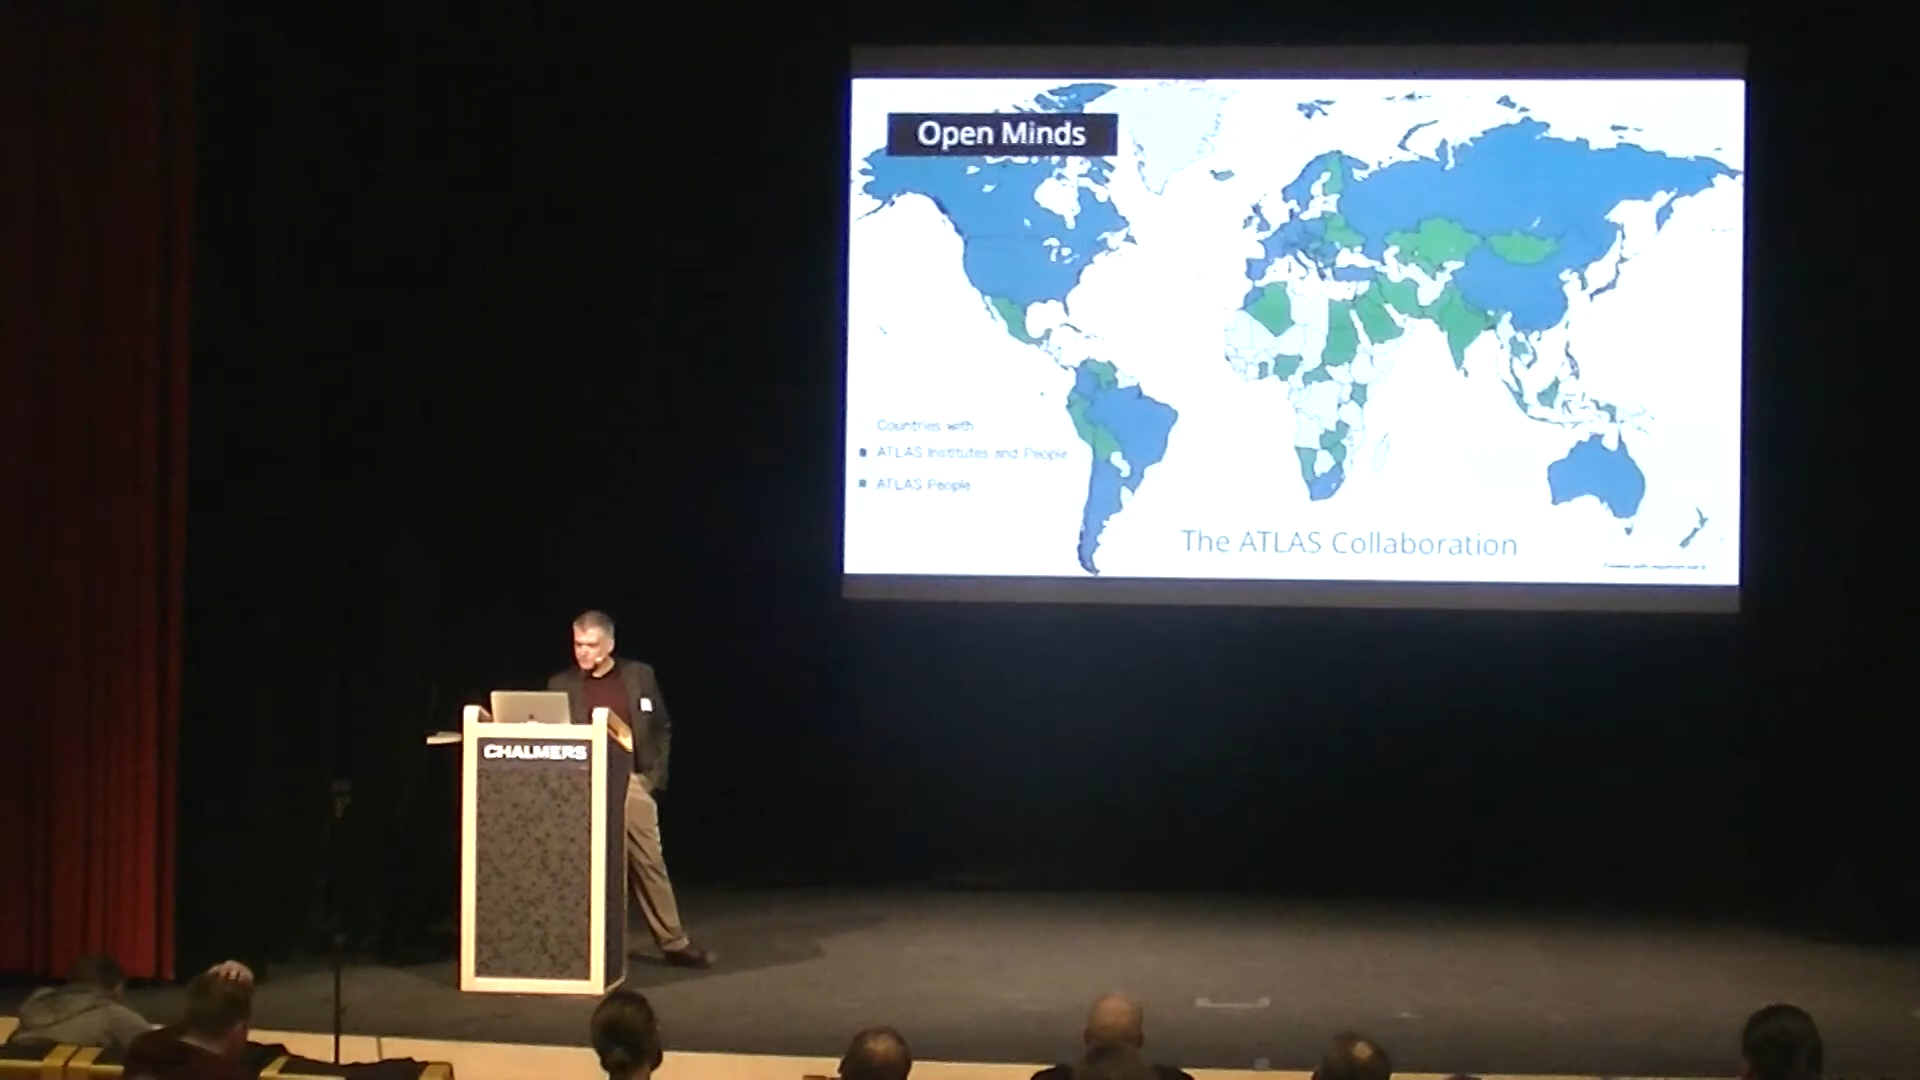 Open Minds
Countries with
ATLAS Institutes and People
ATLAS People
The ATLAS Collaboration
CHALMERS